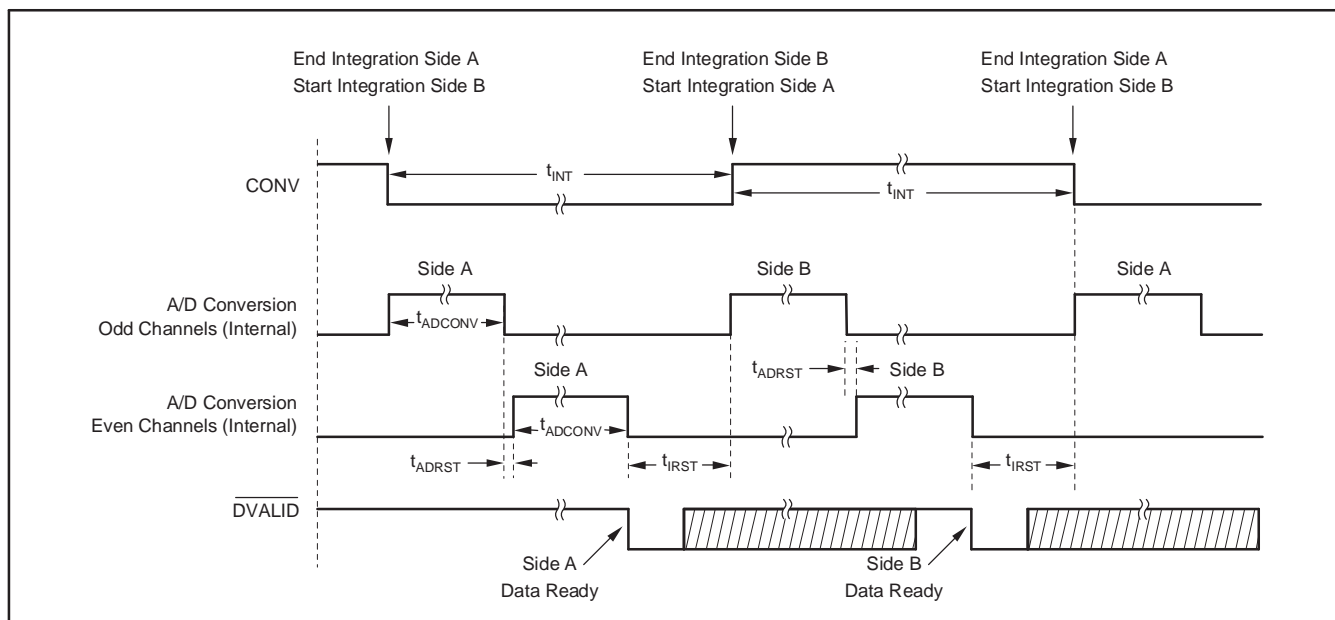 End Integration Side A
Start Integration Side B
End Integration Side B
Start Integration Side A
End Integration Side A
Start Integration Side B
CONV
tINT
tINT
Side A
Side B
Side A
A/D Conversion
Odd Channels (Internal)
tADCONV
tADRST
Side A
Side B
A/D Conversion
Even Channels (Internal)
tADCONV
tADRST
tIRST
tIRST
DVALID
Side A
Data Ready
Side B
Data Ready